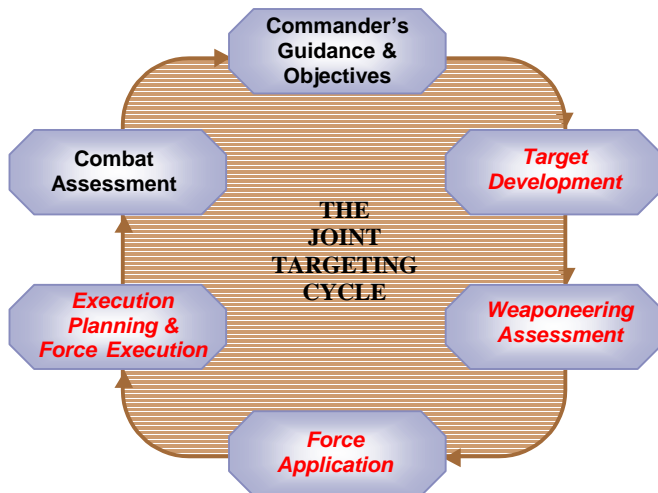 Commander's
Guidance &
Objectives
Combat
Assessment
Target
Development
THE
JOINT
TARGETING
CYCLE
Execution
Planning &
Force Execution
Weaponeering
Assessment
Force
Application